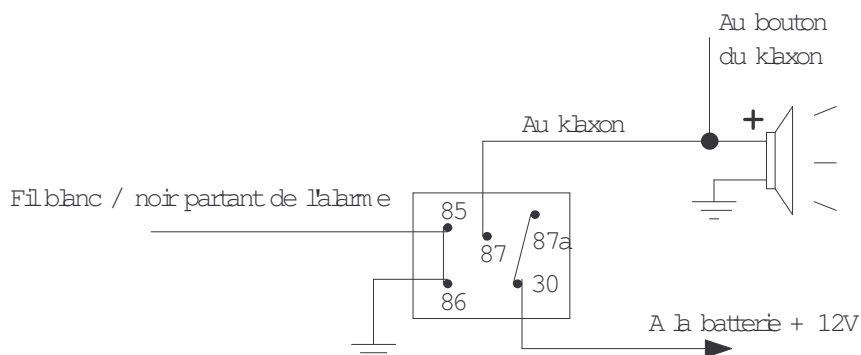 Au bouton
du klaxon
+
Au klaxon
Fil blanc / noir partant de l'alarme
85
87
87a
30
86
A la batterie + 12V